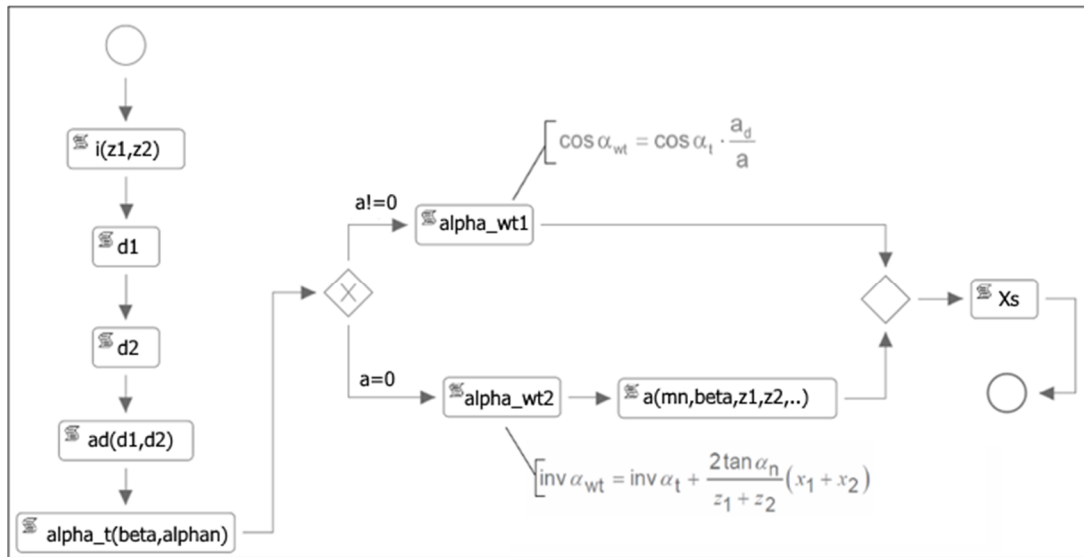 i(z1,z2)
d1
d2
ad(d1,d2)
alpha_t(beta,alphan)
X
a!=0
alpha_wt1
cos α_wt = cos α_t · a_d / a
a=0
alpha_wt2
a(mn,beta,z1,z2,..)
inv α_wt = inv α_t + 2 tan α_n / z_1 + z_2 (x_1 + x_2)
Xs